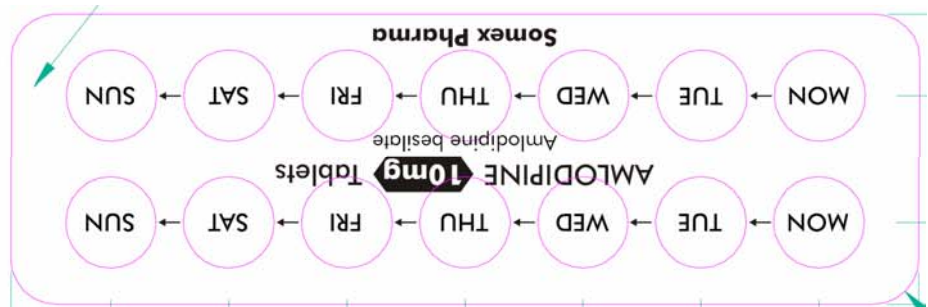 MON → TUE → WED → THU → FRI → SAT → SUN
AMLODIPINE 10mg Tablets
Amlodipine besilate
MON → TUE → WED → THU → FRI → SAT → SUN
Somex Pharma